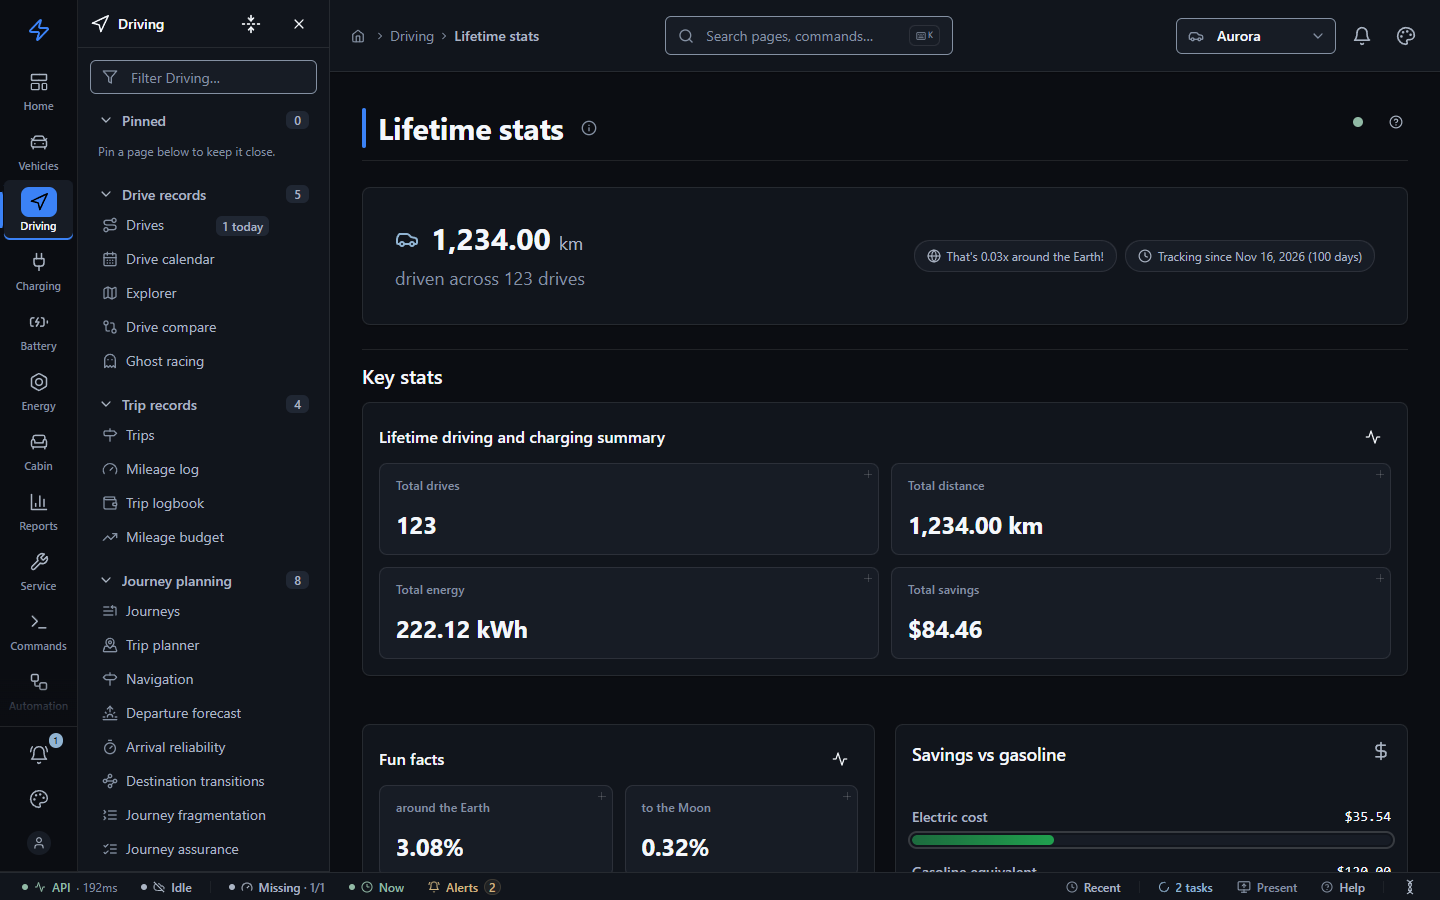 Home
Vehicles
Driving
Charging
Battery
Energy
Cabin
Reports
Service
Commands
Automation
1
Driving
Filter Driving...
Pinned 0
Pin a page below to keep it close.
Drive records 5
Drives 1 today
Drive calendar
Explorer
Drive compare
Ghost racing
Trip records 4
Trips
Mileage log
Trip logbook
Mileage budget
Journey planning 8
Journeys
Trip planner
Navigation
Departure forecast
Arrival reliability
Destination transitions
Journey fragmentation
Journey assurance
Driving Lifetime stats
Search pages, commands... K
Aurora
Lifetime stats
1,234.00 km
driven across 123 drives
That's 0.03x around the Earth!
Tracking since Nov 16, 2026 (100 days)
Key stats
Lifetime driving and charging summary
Total drives
123
Total distance
1,234.00 km
Total energy
222.12 kWh
Total savings
$84.46
Fun facts
around the Earth
3.08%
to the Moon
0.32%
Savings vs gasoline
Electric cost $35.54
Gasoline equivalent $120.00
API · 192ms
Idle
Missing · 1/1
Now
Alerts 2
Recent
2 tasks
Present
Help